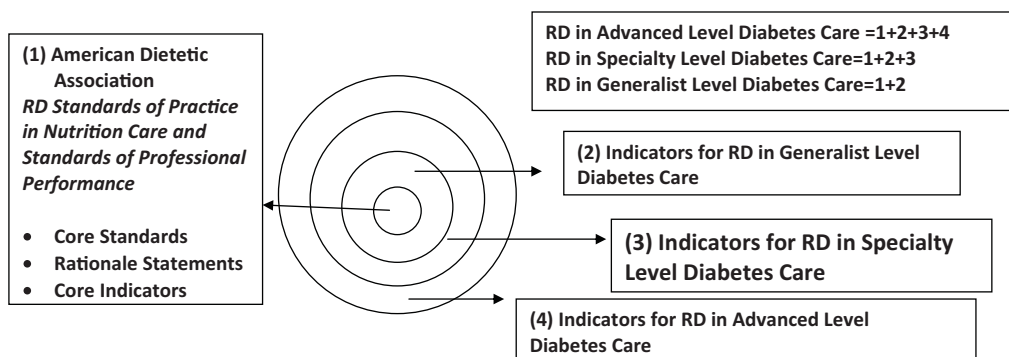 (1) American Dietetic
Association
RD Standards of Practice
in Nutrition Care and
Standards of Professional
Performance
• Core Standards
• Rationale Statements
• Core Indicators
RD in Advanced Level Diabetes Care =1+2+3+4
RD in Specialty Level Diabetes Care=1+2+3
RD in Generalist Level Diabetes Care=1+2
(2) Indicators for RD in Generalist Level
Diabetes Care
(3) Indicators for RD in Specialty
Level Diabetes Care
(4) Indicators for RD in Advanced Level
Diabetes Care